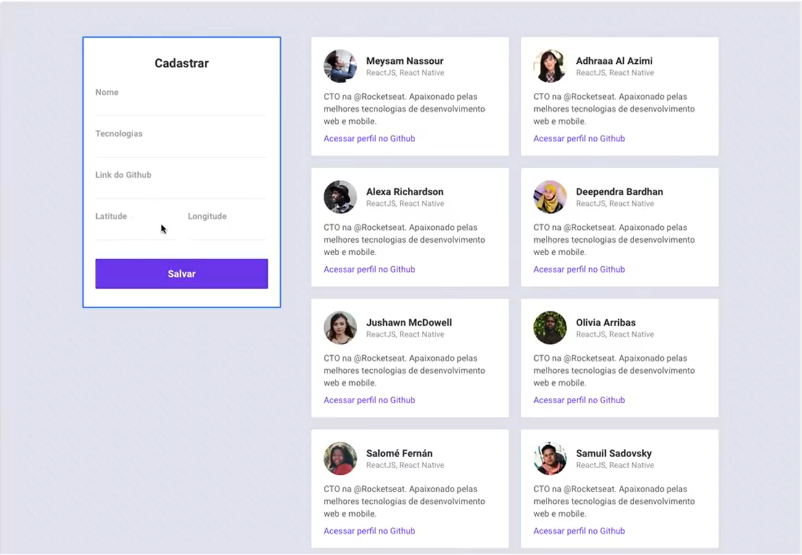 Cadastrar
Nome
Tecnologias
Link do Github
Latitude
Longitude
Salvar
Meysam Nassour
ReactJS, React Native
CTO na @Rocketseat. Apaixonado pelas
melhores tecnologias de desenvolvimento
web e mobile.
Acessar perfil no Github
Adhraaa Al Azimi
ReactJS, React Native
CTO na @Rocketseat. Apaixonado pelas
melhores tecnologias de desenvolvimento
web e mobile.
Acessar perfil no Github
Alexa Richardson
ReactJS, React Native
CTO na @Rocketseat. Apaixonado pelas
melhores tecnologias de desenvolvimento
web e mobile.
Acessar perfil no Github
Deependra Bardhan
ReactJS, React Native
CTO na @Rocketseat. Apaixonado pelas
melhores tecnologias de desenvolvimento
web e mobile.
Acessar perfil no Github
Jushawn McDowell
ReactJS, React Native
CTO na @Rocketseat. Apaixonado pelas
melhores tecnologias de desenvolvimento
web e mobile.
Acessar perfil no Github
Olivia Arribas
ReactJS, React Native
CTO na @Rocketseat. Apaixonado pelas
melhores tecnologias de desenvolvimento
web e mobile.
Acessar perfil no Github
Salomé Fernán
ReactJS, React Native
CTO na @Rocketseat. Apaixonado pelas
melhores tecnologias de desenvolvimento
web e mobile.
Acessar perfil no Github
Samuil Sadovsky
ReactJS, React Native
CTO na @Rocketseat. Apaixonado pelas
melhores tecnologias de desenvolvimento
web e mobile.
Acessar perfil no Github